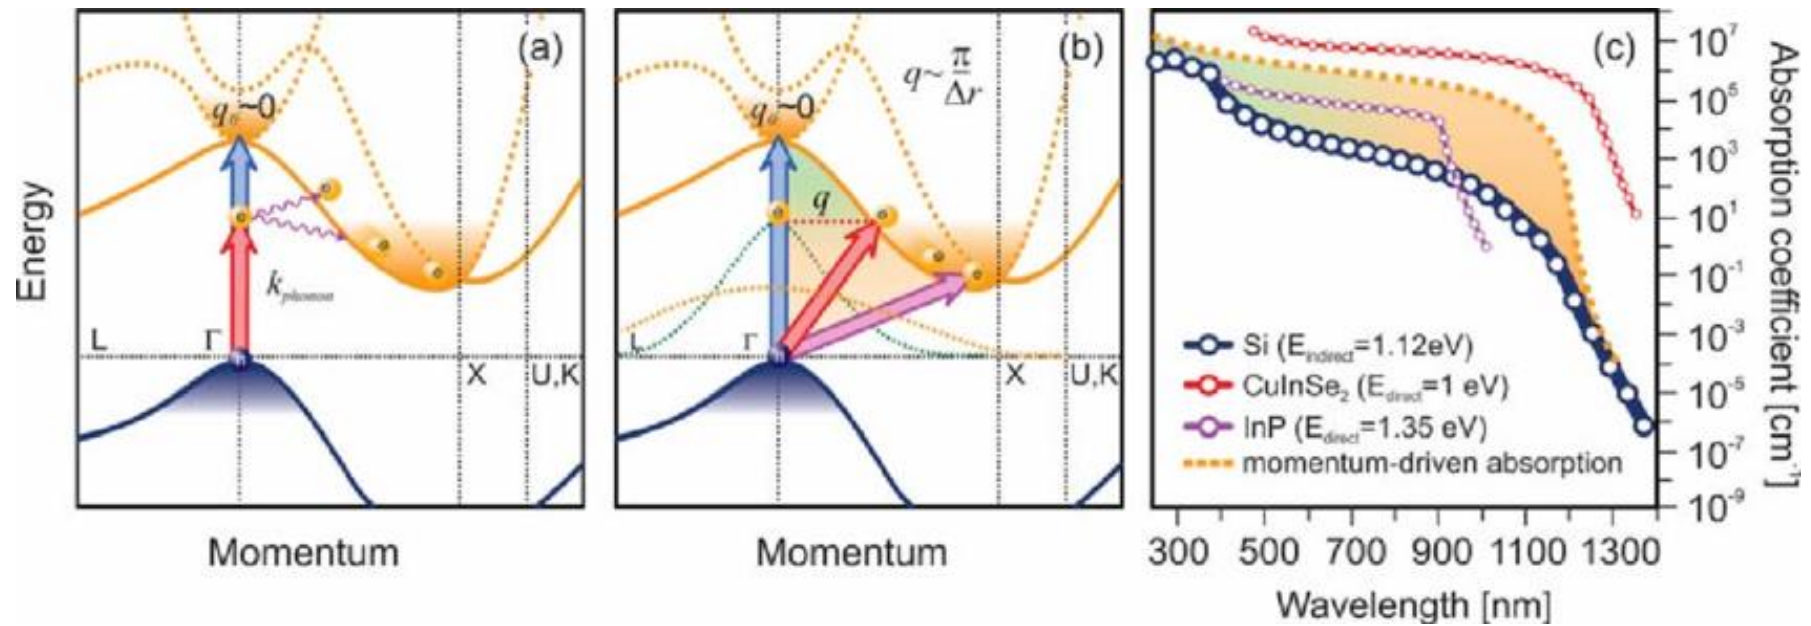 (a)
q₀~0
k_phonon
L
Γ
X
U,K
Energy
Momentum
(b)
q₀~0
q~ π/Δr
q
L
Γ
X
U,K
Momentum
(c)
Si (E_indirect=1.12eV)
CuInSe₂ (E_direct=1 eV)
InP (E_direct=1.35 eV)
momentum-driven absorption
10⁷
10⁵
10³
10¹
10⁻¹
10⁻³
10⁻⁵
10⁻⁷
10⁻⁹
Absorption coefficient [cm⁻¹]
300 500 700 900 1100 1300
Wavelength [nm]